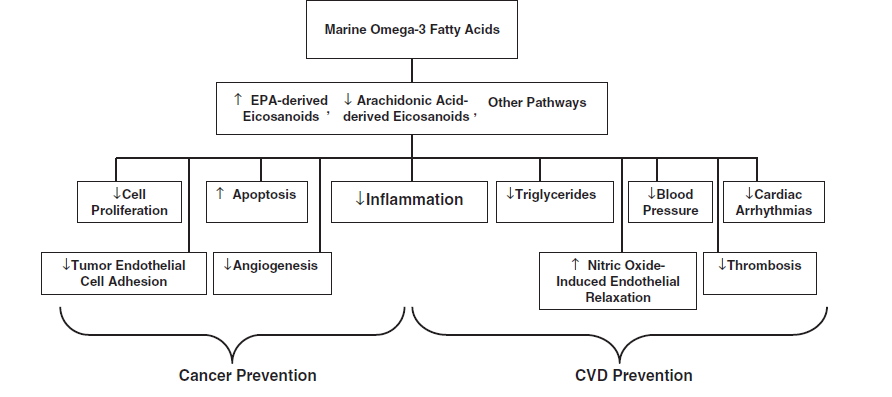 Marine Omega-3 Fatty Acids
↑ EPA-derived Eicosanoids , ↓ Arachidonic Acid-derived Eicosanoids , Other Pathways
↓Cell
Proliferation
↑ Apoptosis
↓Inflammation
↓Triglycerides
↓Blood
Pressure
↓Cardiac
Arrhythmias
↓Tumor Endothelial
Cell Adhesion
↓Angiogenesis
↑ Nitric Oxide-
Induced Endothelial
Relaxation
↓Thrombosis
Cancer Prevention
CVD Prevention